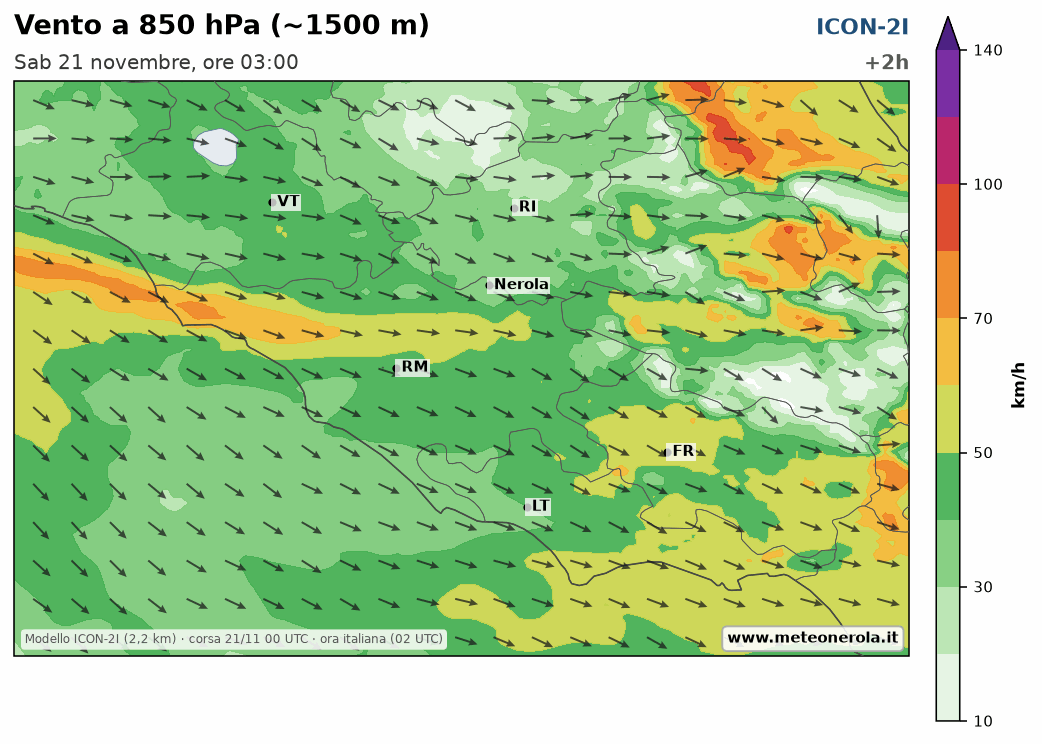 Vento a 850 hPa (~1500 m)
ICON-2I
Sab 21 novembre, ore 03:00
+2h
140
100
70
50
30
10
km/h
VT
RI
Nerola
RM
FR
LT
Modello ICON-2I (2,2 km) · corsa 21/11 00 UTC · ora italiana (02 UTC)
www.meteonerola.it